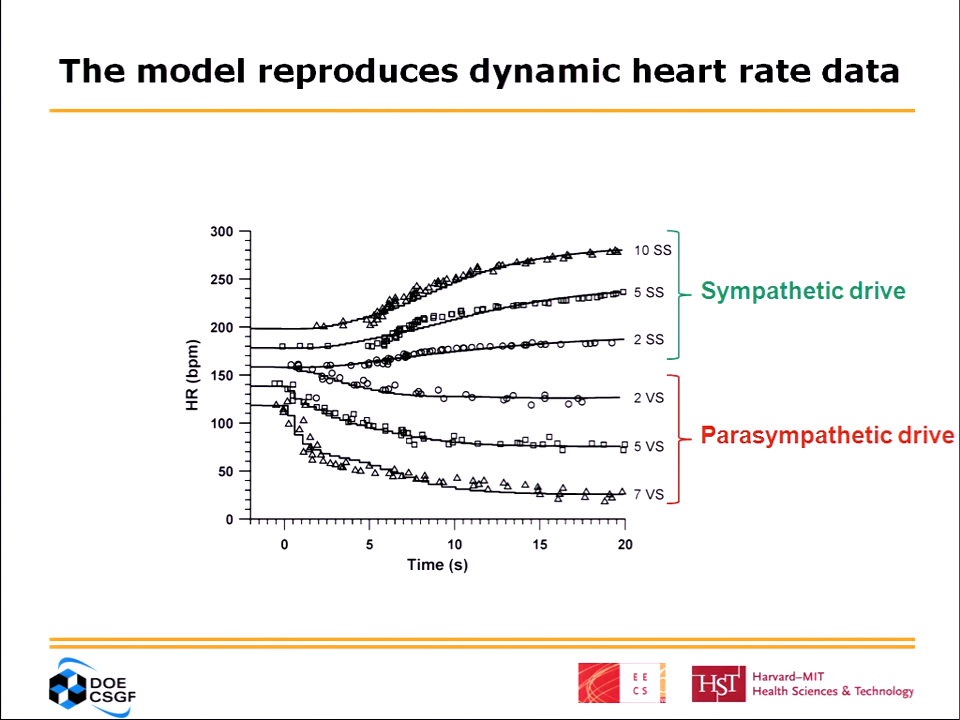 The model reproduces dynamic heart rate data
300
250
200
150
100
50
0
HR (bpm)
0
5
10
15
20
Time (s)
10 SS
5 SS
2 SS
2 VS
5 VS
7 VS
Sympathetic drive
Parasympathetic drive
DOE
CSGF
E E
C S
HST
Harvard–MIT
Health Sciences & Technology